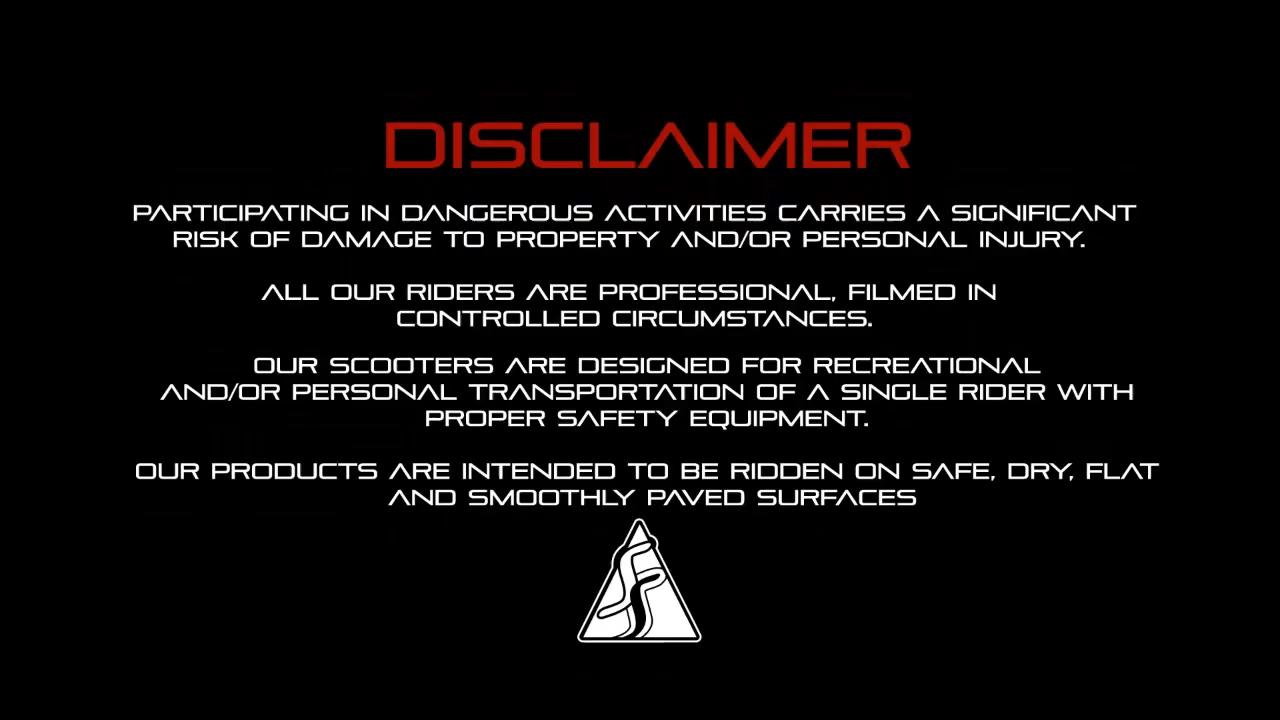 DISCLAIMER
PARTICIPATING IN DANGEROUS ACTIVITIES CARRIES A SIGNIFICANT
RISK OF DAMAGE TO PROPERTY AND/OR PERSONAL INJURY.
ALL OUR RIDERS ARE PROFESSIONAL, FILMED IN
CONTROLLED CIRCUMSTANCES.
OUR SCOOTERS ARE DESIGNED FOR RECREATIONAL
AND/OR PERSONAL TRANSPORTATION OF A SINGLE RIDER WITH
PROPER SAFETY EQUIPMENT.
OUR PRODUCTS ARE INTENDED TO BE RIDDEN ON SAFE, DRY, FLAT
AND SMOOTHLY PAVED SURFACES